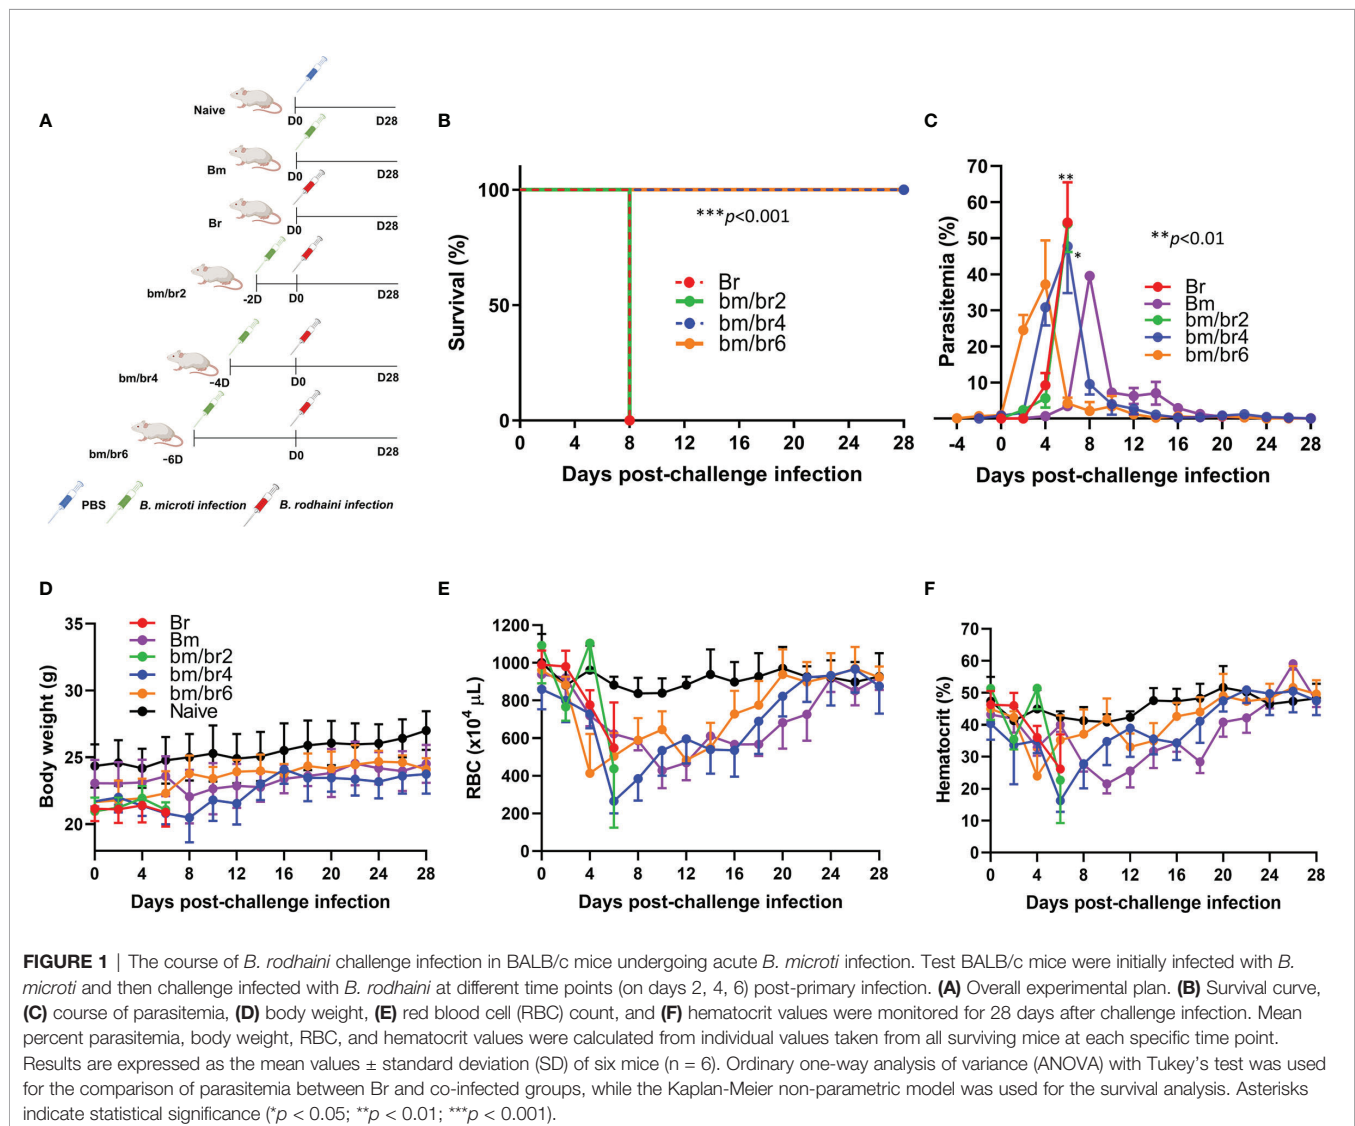 A
Naive
D0
D28
Bm
D0
D28
Br
D0
D28
bm/br2
-2D
D0
D28
bm/br4
-4D
D0
D28
bm/br6
-6D
D0
D28
PBS
B. microti infection
B. rodhaini infection
B
Survival (%)
100
50
0
***p<0.001
Br
bm/br2
bm/br4
bm/br6
0 4 8 12 16 20 24 28
Days post-challenge infection
C
Parasitemia (%)
70
60
50
40
30
20
10
0
**
*
**p<0.01
Br
Bm
bm/br2
bm/br4
bm/br6
-4 0 4 8 12 16 20 24 28
Days post-challenge infection
D
Body weight (g)
35
30
25
20
Br
Bm
bm/br2
bm/br4
bm/br6
Naive
0 4 8 12 16 20 24 28
Days post-challenge infection
E
RBC (x10⁴ μL)
1200
1000
800
600
400
200
0
0 4 8 12 16 20 24 28
Days post-challenge infection
F
Hematocrit (%)
70
60
50
40
30
20
10
0
0 4 8 12 16 20 24 28
Days post-challenge infection
FIGURE 1 | The course of B. rodhaini challenge infection in BALB/c mice undergoing acute B. microti infection. Test BALB/c mice were initially infected with B.
microti and then challenge infected with B. rodhaini at different time points (on days 2, 4, 6) post-primary infection. (A) Overall experimental plan. (B) Survival curve,
(C) course of parasitemia, (D) body weight, (E) red blood cell (RBC) count, and (F) hematocrit values were monitored for 28 days after challenge infection. Mean
percent parasitemia, body weight, RBC, and hematocrit values were calculated from individual values taken from all surviving mice at each specific time point.
Results are expressed as the mean values ± standard deviation (SD) of six mice (n = 6). Ordinary one-way analysis of variance (ANOVA) with Tukey's test was used
for the comparison of parasitemia between Br and co-infected groups, while the Kaplan-Meier non-parametric model was used for the survival analysis. Asterisks
indicate statistical significance (*p < 0.05; **p < 0.01; ***p < 0.001).